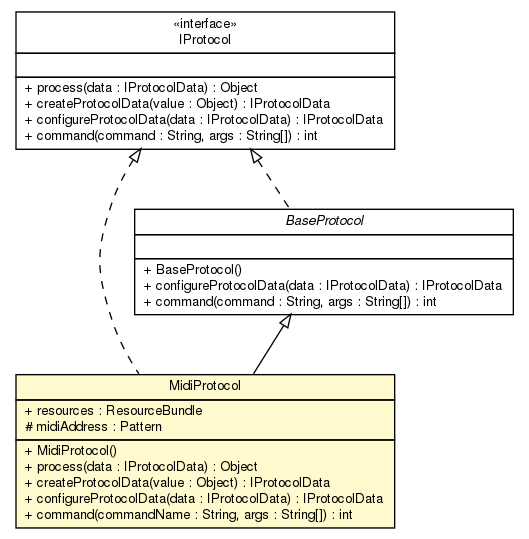 «interface»
IProtocol
+ process(data : IProtocolData) : Object
+ createProtocolData(value : Object) : IProtocolData
+ configureProtocolData(data : IProtocolData) : IProtocolData
+ command(command : String, args : String[]) : int
BaseProtocol
+ BaseProtocol()
+ configureProtocolData(data : IProtocolData) : IProtocolData
+ command(command : String, args : String[]) : int
MidiProtocol
+ resources : ResourceBundle
# midiAddress : Pattern
+ MidiProtocol()
+ process(data : IProtocolData) : Object
+ createProtocolData(value : Object) : IProtocolData
+ configureProtocolData(data : IProtocolData) : IProtocolData
+ command(commandName : String, args : String[]) : int